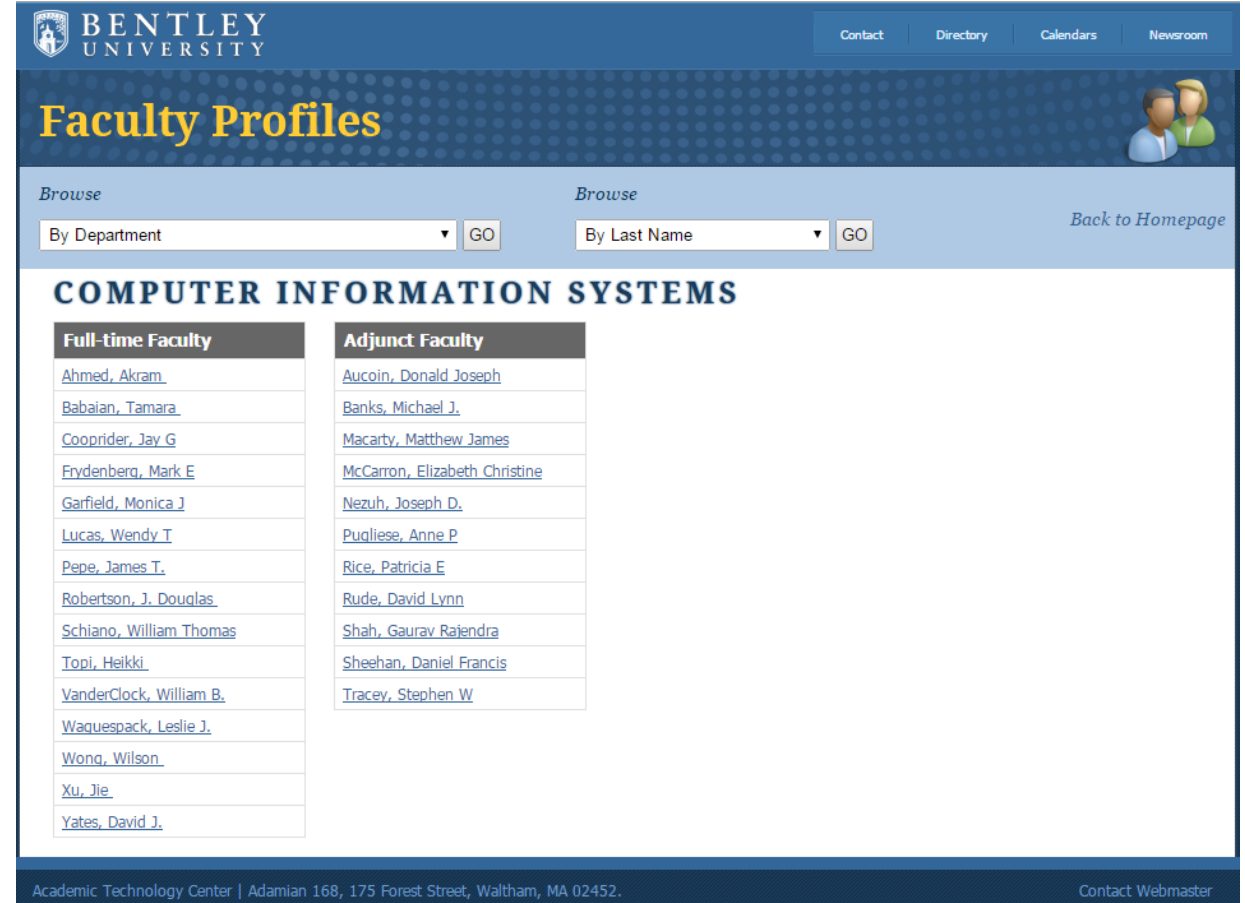 BENTLEY
UNIVERSITY
Contact Directory Calendars Newsroom
Faculty Profiles
Browse
By Department GO
Browse
By Last Name GO
Back to Homepage
COMPUTER INFORMATION SYSTEMS
Full-time Faculty
Ahmed, Akram
Babaian, Tamara
Cooprider, Jay G
Frydenberg, Mark E
Garfield, Monica J
Lucas, Wendy T
Pepe, James T.
Robertson, J. Douglas
Schiano, William Thomas
Topi, Heikki
VanderClock, William B.
Waguespack, Leslie J.
Wong, Wilson
Xu, Jie
Yates, David J.
Adjunct Faculty
Aucoin, Donald Joseph
Banks, Michael J.
Macarty, Matthew James
McCarron, Elizabeth Christine
Nezuh, Joseph D.
Pugliese, Anne P
Rice, Patricia E
Rude, David Lynn
Shah, Gaurav Rajendra
Sheehan, Daniel Francis
Tracey, Stephen W
Academic Technology Center | Adamian 168, 175 Forest Street, Waltham, MA 02452.
Contact Webmaster